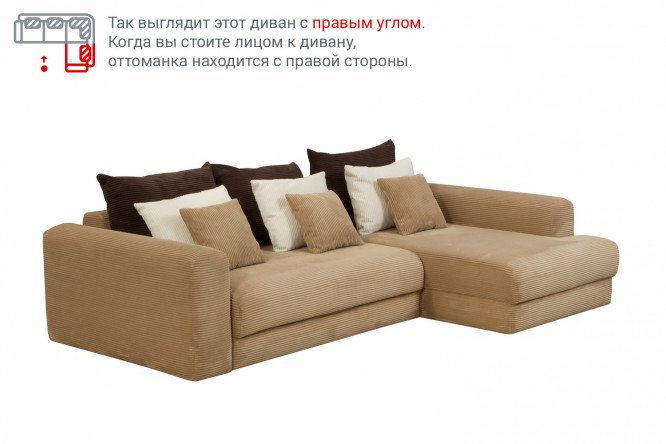 Так выглядит этот диван с правым углом.
Когда вы стоите лицом к дивану,
оттоманка находится с правой стороны.